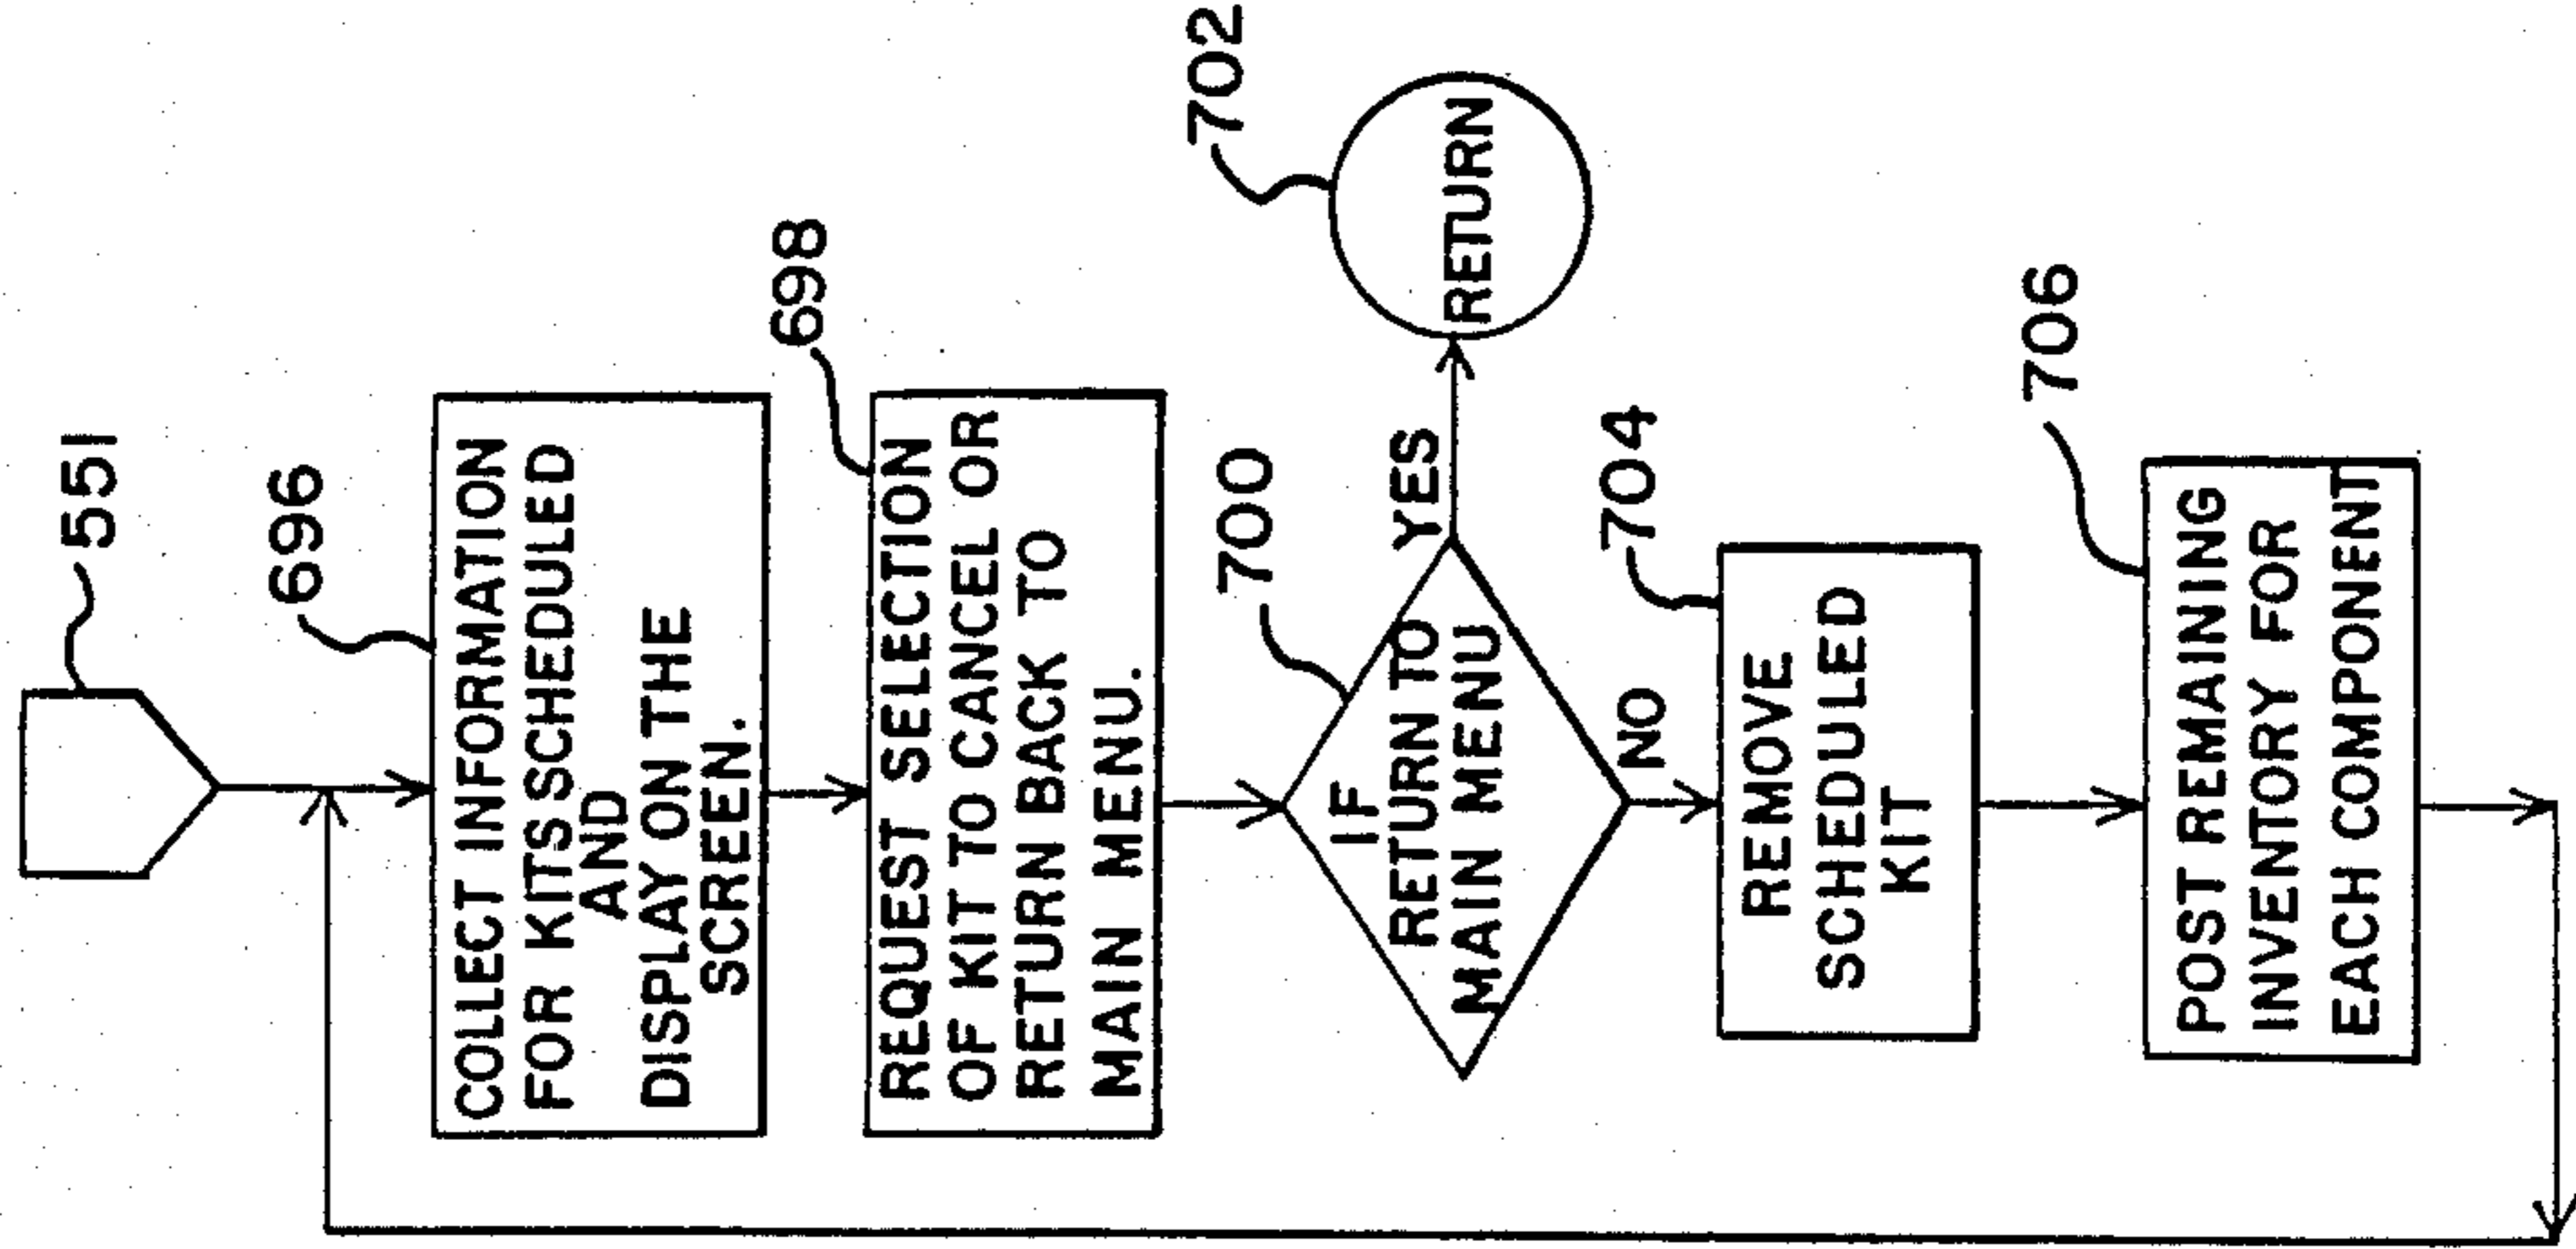 551
696
COLLECT INFORMATION
FOR KITS SCHEDULED
AND
DISPLAY ON THE
SCREEN.
698
REQUEST SELECTION
OF KIT TO CANCEL OR
RETURN BACK TO
MAIN MENU.
700
IF
RETURN TO
MAIN MENU
YES
702
RETURN
NO
704
REMOVE
SCHEDULED
KIT
706
POST REMAINING
INVENTORY FOR
EACH COMPONENT